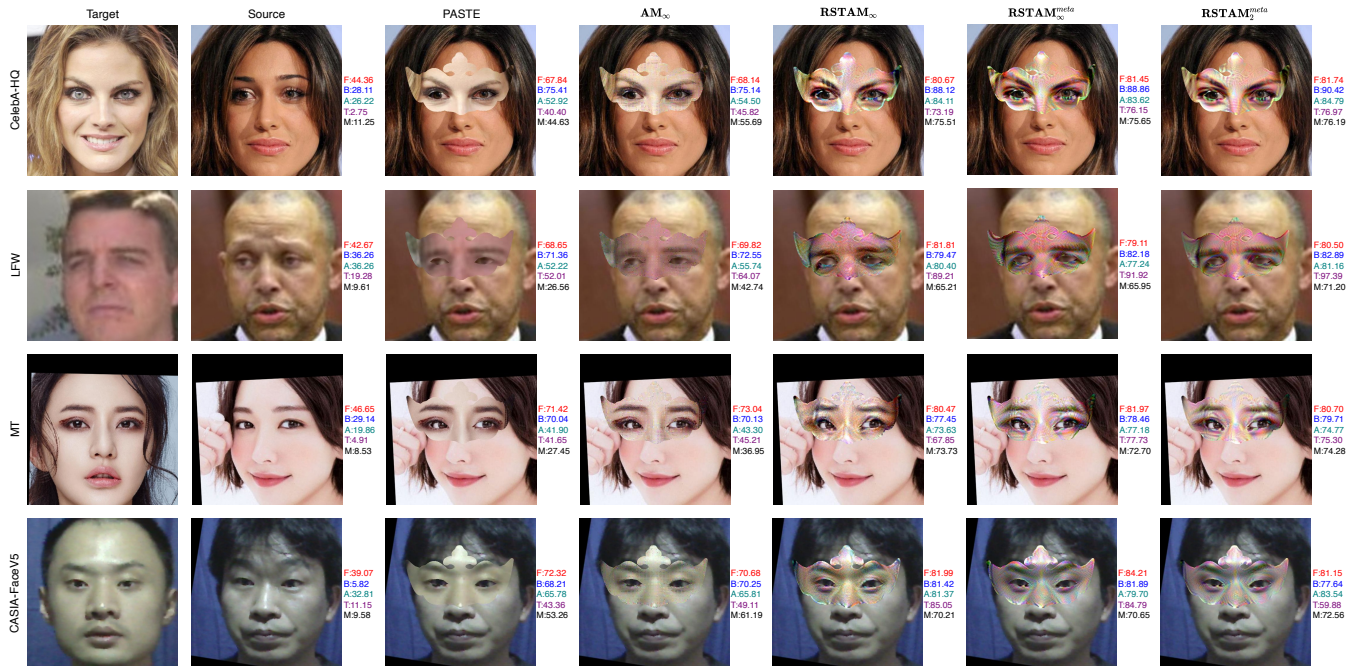 Target Source PASTE AM∞ RSTAM∞ RSTAM∞^meta RSTAM₂^meta
CelebA-HQ
F:44.36 F:67.84 F:68.14 F:80.67 F:81.45 F:81.74
B:28.11 B:75.41 B:75.14 B:88.12 B:88.86 B:90.42
A:26.22 A:52.92 A:54.50 A:84.11 A:83.62 A:84.79
T:2.75 T:40.40 T:45.82 T:73.19 T:76.15 T:76.97
M:11.25 M:44.63 M:55.69 M:75.51 M:75.65 M:76.19
LFW
F:42.67 F:68.65 F:69.82 F:81.81 F:79.11 F:80.50
B:36.26 B:71.36 B:72.55 B:79.47 B:82.18 B:82.89
A:36.26 A:52.22 A:55.74 A:80.40 A:77.24 A:81.16
T:19.28 T:52.01 T:64.07 T:89.21 T:91.92 T:97.39
M:9.61 M:26.56 M:42.74 M:65.21 M:65.95 M:71.20
MT
F:46.65 F:71.42 F:73.04 F:80.47 F:81.97 F:80.70
B:29.14 B:70.04 B:70.13 B:77.45 B:78.46 B:79.71
A:19.86 A:41.90 A:43.30 A:73.63 A:77.18 A:74.77
T:4.91 T:41.65 T:45.21 T:67.85 T:77.73 T:75.30
M:8.53 M:27.45 M:36.95 M:73.73 M:72.70 M:74.28
CASIA-FaceV5
F:39.07 F:72.32 F:70.68 F:81.99 F:84.21 F:81.15
B:5.82 B:68.21 B:70.25 B:81.42 B:81.89 B:77.64
A:32.81 A:65.78 A:65.81 A:81.37 A:79.70 A:83.54
T:11.15 T:43.36 T:49.11 T:85.05 T:84.79 T:59.88
M:9.58 M:53.26 M:61.19 M:70.21 M:70.65 M:72.56